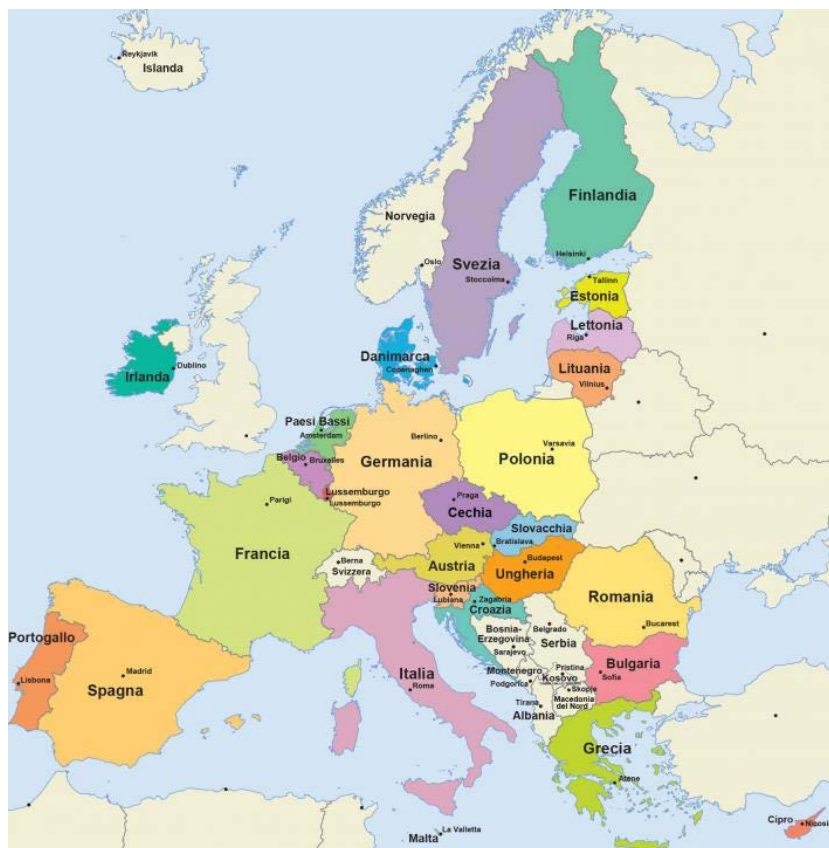 Reykjavik
Islanda
Finlandia
Norvegia
Helsinki
Oslo
Svezia
Stoccolma
Tallinn
Estonia
Lettonia
Riga
Danimarca
Copenaghen
Lituania
Vilnius
Dublino
Irlanda
Paesi Bassi
Amsterdam
Berlino
Varsavia
Belgio
Bruxelles
Germania
Polonia
Lussemburgo
Lussemburgo
Parigi
Praga
Cechia
Slovacchia
Bratislava
Vienna
Francia
Berna
Svizzera
Austria
Budapest
Ungheria
Slovenia
Lubiana
Zagabria
Croazia
Romania
Bucarest
Bosnia-
Erzegovina
Sarajevo
Belgrado
Serbia
Portogallo
Lisbona
Madrid
Spagna
Italia
Roma
Montenegro
Podgorica
Pristina
Kosovo
Bulgaria
Sofia
Skopje
Macedonia
del Nord
Tirana
Albania
Grecia
Atene
Malta
La Valletta
Cipro
Nicosi